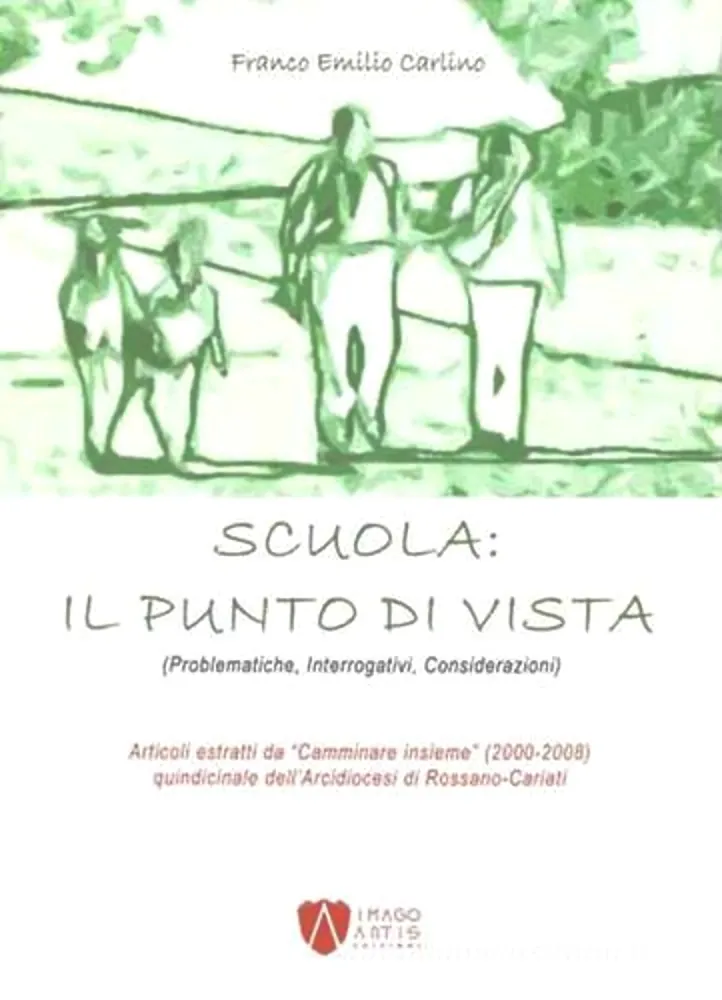 Franco Emilio Carlino
SCUOLA:
IL PUNTO DI VISTA
(Problematiche, Interrogativi, Considerazioni)
Articoli estratti da "Camminare insieme" (2000-2008)
quindicinale dell'Arcidiocesi di Rossano-Cariati
IMAGO
ARTIS
EDIZIONI